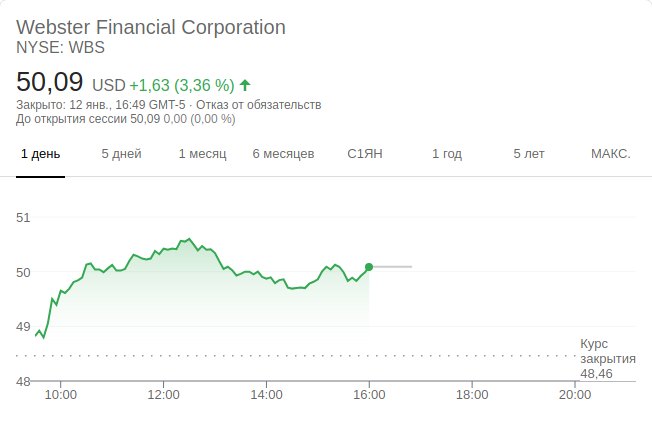 Webster Financial Corporation
NYSE: WBS
50,09 USD +1,63 (3,36 %)
Закрыто: 12 янв., 16:49 GMT-5 · Отказ от обязательств
До открытия сессии 50,09 0,00 (0,00 %)
1 день 5 дней 1 месяц 6 месяцев С1ЯН 1 год 5 лет МАКС.
51
50
49
Курс
закрытия
48,46
48
10:00 12:00 14:00 16:00 18:00 20:00